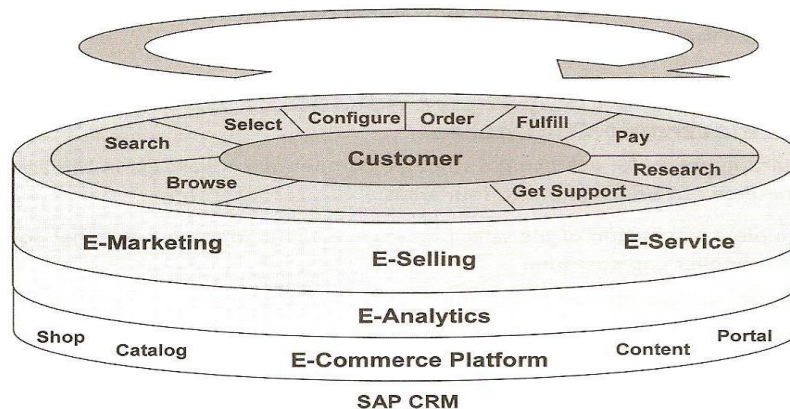 Configure Order
Select Fulfill
Search Pay
Customer
Browse Research
Get Support
E-Marketing E-Selling E-Service
E-Analytics
Shop Catalog E-Commerce Platform Content Portal
SAP CRM